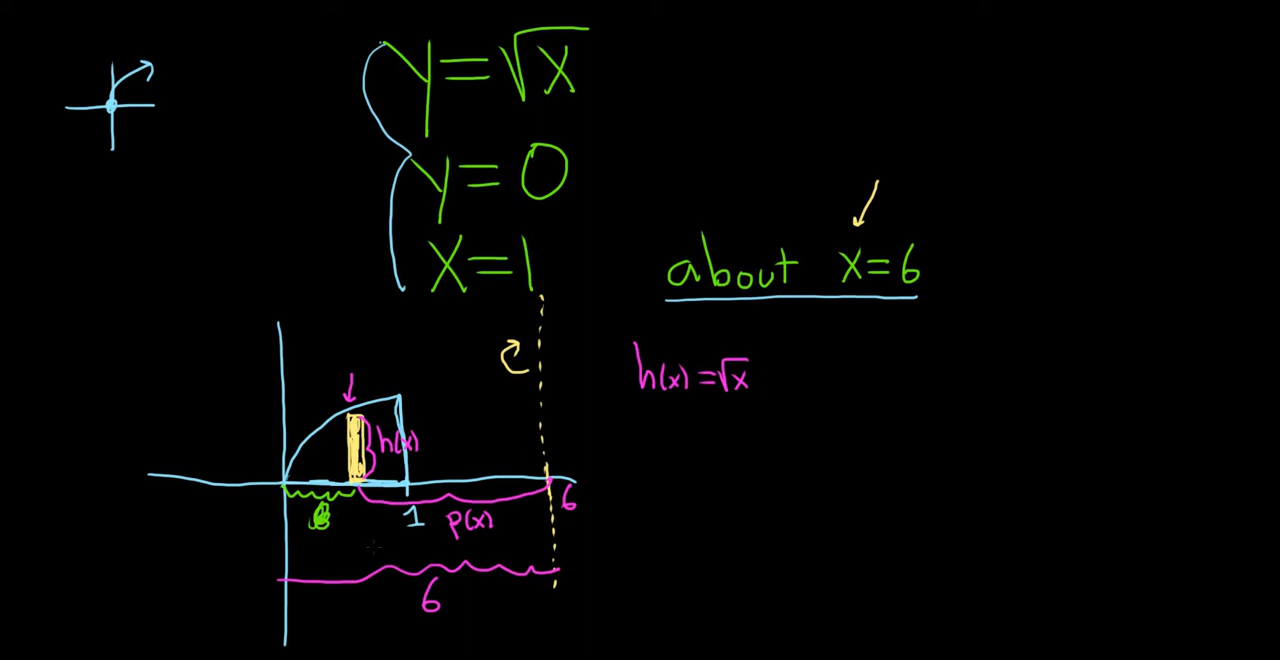 y=√x
y=0
x=1
about x=6
h(x)=√x
h(x)
1
p(x)
6
6